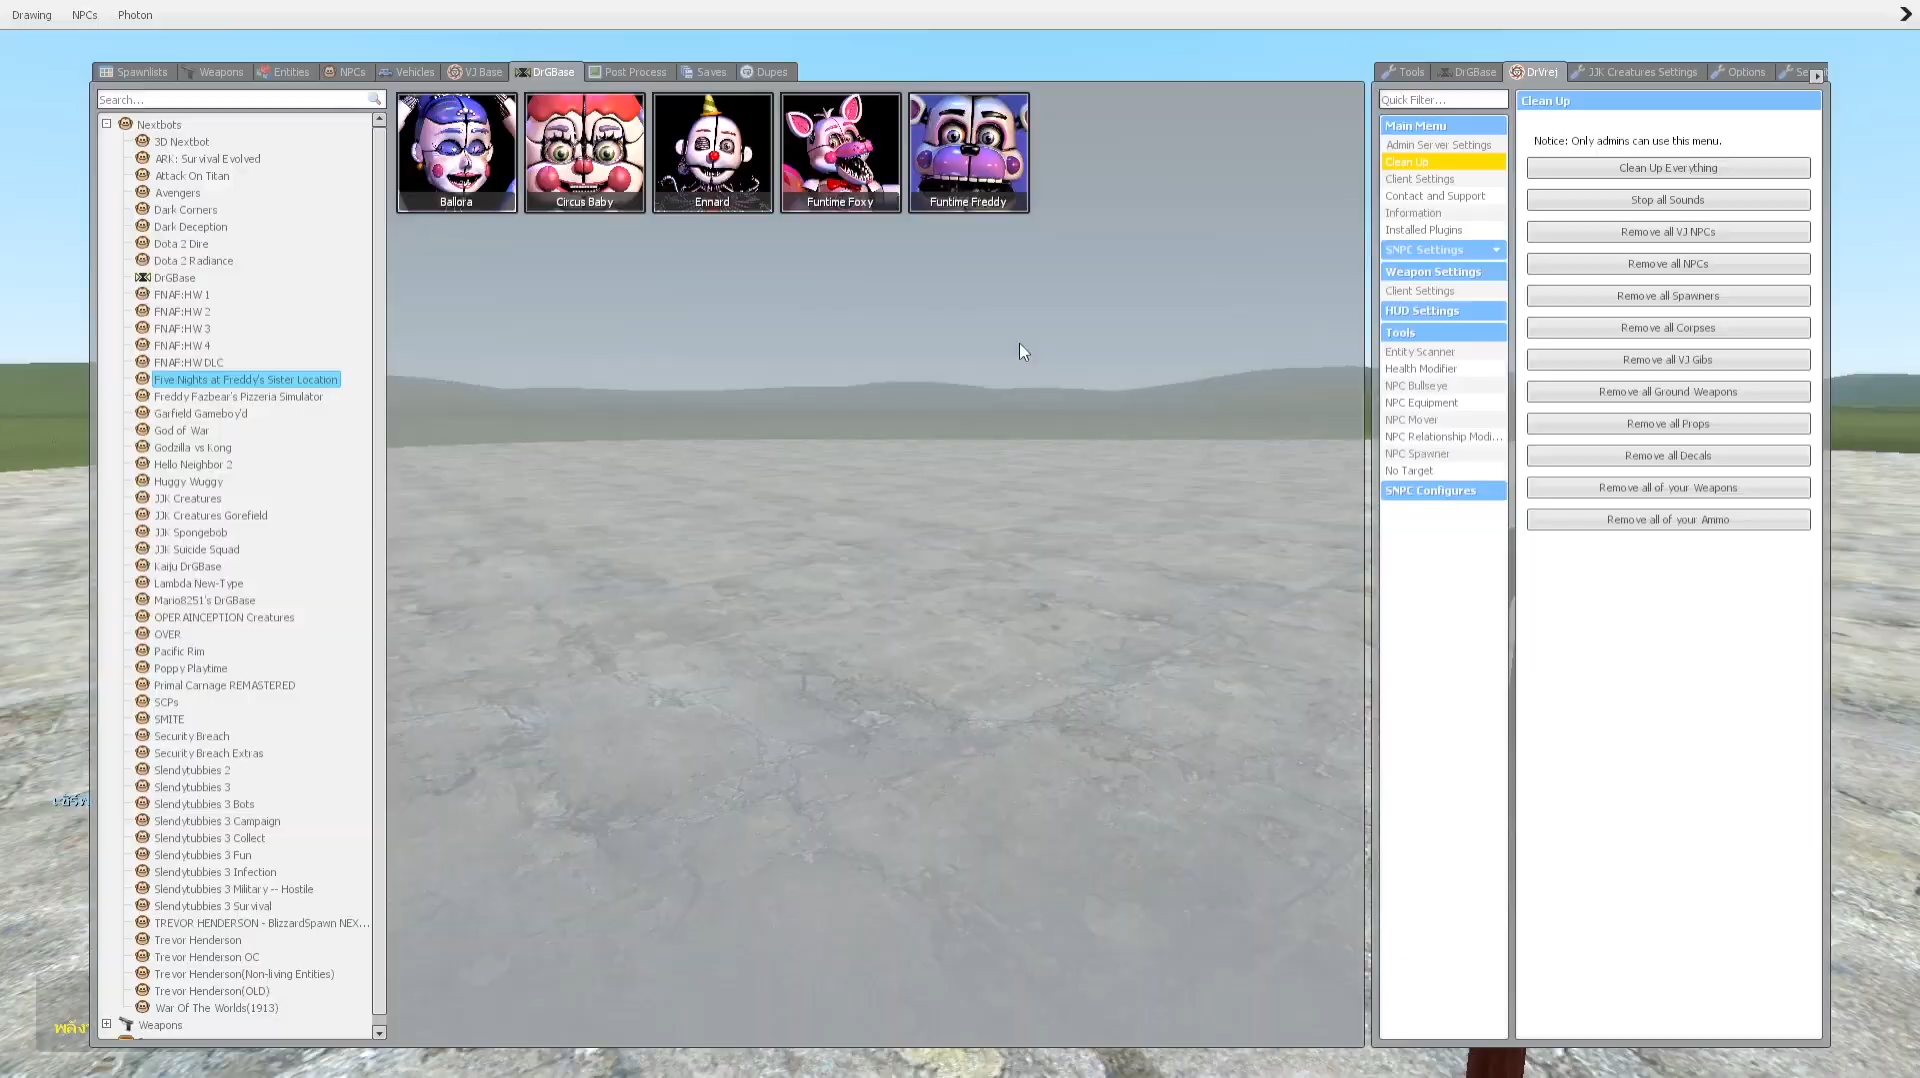 Drawing NPCs Photon
Spawnlists Weapons Entities NPCs Vehicles VJ Base DrGBase Post Process Saves Dupes
Search...
Nextbots
3D Nextbot
ARK: Survival Evolved
Attack On Titan
Avengers
Dark Corners
Dark Deception
Dota 2 Dire
Dota 2 Radiance
DrGBase
FNAF:HW 1
FNAF:HW 2
FNAF:HW 3
FNAF:HW 4
FNAF:HW DLC
Five Nights at Freddy's Sister Location
Freddy Fazbear's Pizzeria Simulator
Garfield Gameboy'd
God of War
Godzilla vs Kong
Hello Neighbor 2
Huggy Wuggy
JJK Creatures
JJK Creatures Gorefield
JJK Spongebob
JJK Suicide Squad
Kaiju DrGBase
Lambda New-Type
Mario8251's DrGBase
OPERAINCEPTION Creatures
OVER
Pacific Rim
Poppy Playtime
Primal Carnage REMASTERED
SCPs
SMITE
Security Breach
Security Breach Extras
Slendytubbies 2
Slendytubbies 3
Slendytubbies 3 Bots
Slendytubbies 3 Campaign
Slendytubbies 3 Collect
Slendytubbies 3 Fun
Slendytubbies 3 Infection
Slendytubbies 3 Military -- Hostile
Slendytubbies 3 Survival
TREVOR HENDERSON - BlizzardSpawn NEX...
Trevor Henderson
Trevor Henderson OC
Trevor Henderson(Non-living Entities)
Trevor Henderson(OLD)
War Of The Worlds(1913)
Weapons
Ballora
Circus Baby
Ennard
Funtime Foxy
Funtime Freddy
Tools DrGBase DrVrej JJK Creatures Settings Options
Quick Filter...
Main Menu
Admin Server Settings
Clean Up
Client Settings
Contact and Support
Information
Installed Plugins
SNPC Settings
Weapon Settings
Client Settings
HUD Settings
Tools
Entity Scanner
Health Modifier
NPC Bullseye
NPC Equipment
NPC Mover
NPC Relationship Modi...
NPC Spawner
No Target
SNPC Configures
Clean Up
Notice: Only admins can use this menu.
Clean Up Everything
Stop all Sounds
Remove all VJ NPCs
Remove all NPCs
Remove all Spawners
Remove all Corpses
Remove all VJ Gibs
Remove all Ground Weapons
Remove all Props
Remove all Decals
Remove all of your Weapons
Remove all of your Ammo